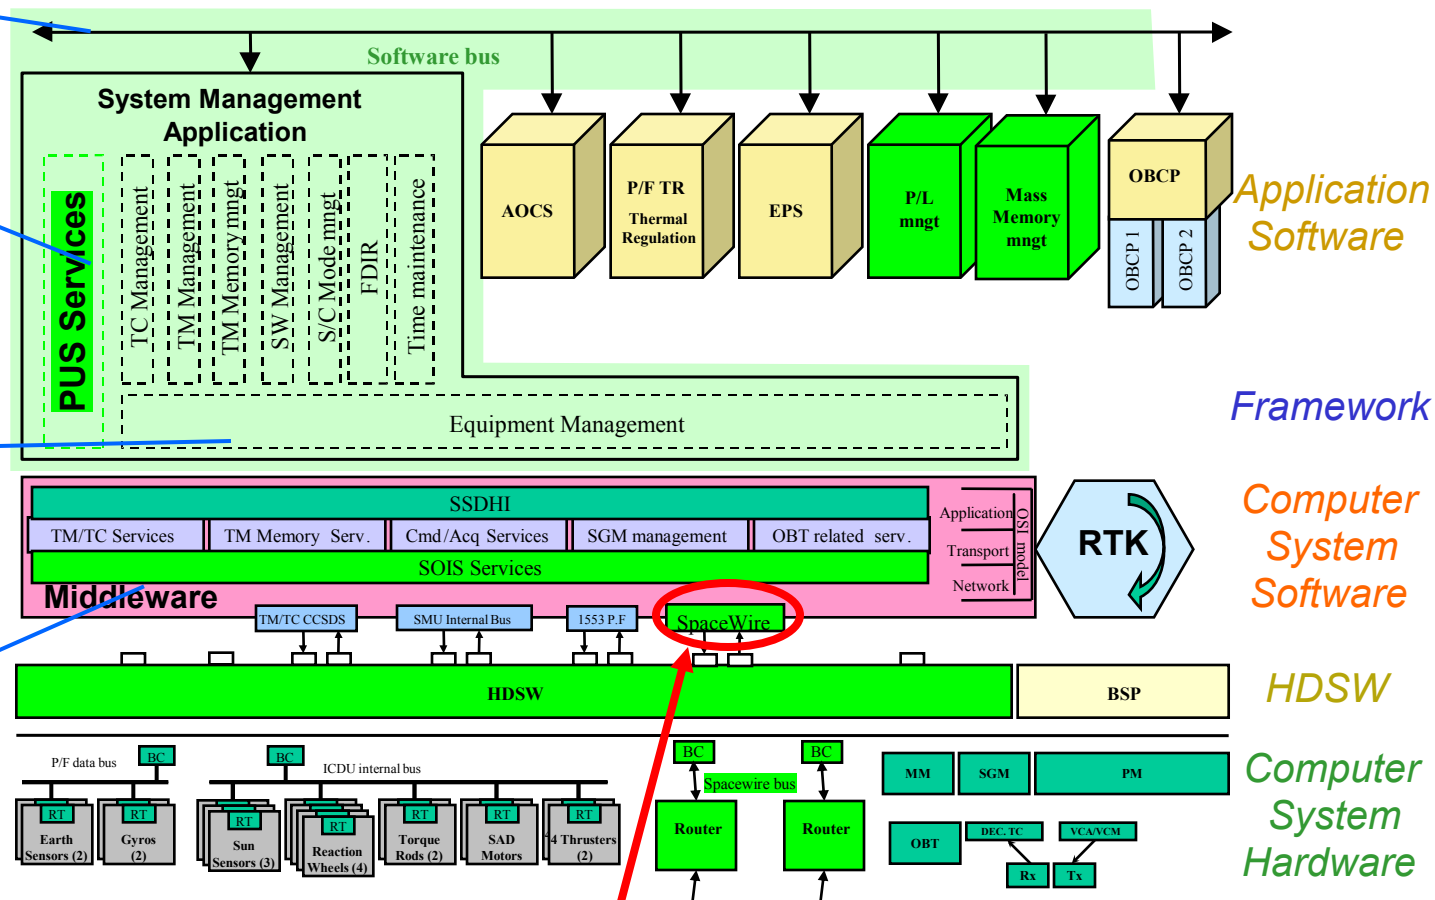 Software bus
System Management
Application
PUS Services
TC Management
TM Management
TM Memory mngt
SW Management
S/C Mode mngt
FDIR
Time maintenance
Equipment Management
AOCS
P/F TR
Thermal
Regulation
EPS
P/L
mngt
Mass
Memory
mngt
OBCP
OBCP 1
OBCP 2
Application
Software
Framework
SSDHI
TM/TC Services
TM Memory Serv.
Cmd/Acq Services
SGM management
OBT related serv.
SOIS Services
Middleware
Application
Transport
Network
OSI model
RTK
Computer
System
Software
TM/TC CCSDS
SMU Internal Bus
1553 P.F
SpaceWire
HDSW
BSP
HDSW
P/F data bus
BC
BC
ICDU internal bus
BC
BC
Spacewire bus
RT
Earth
Sensors (2)
RT
Gyros
(2)
RT
Sun
Sensors (3)
RT
Reaction
Wheels (4)
RT
Torque
Rods (2)
RT
SAD
Motors
RT
4 Thrusters
(2)
Router
Router
MM
SGM
PM
OBT
DEC. TC
VCA/VCM
Rx
Tx
Computer
System
Hardware